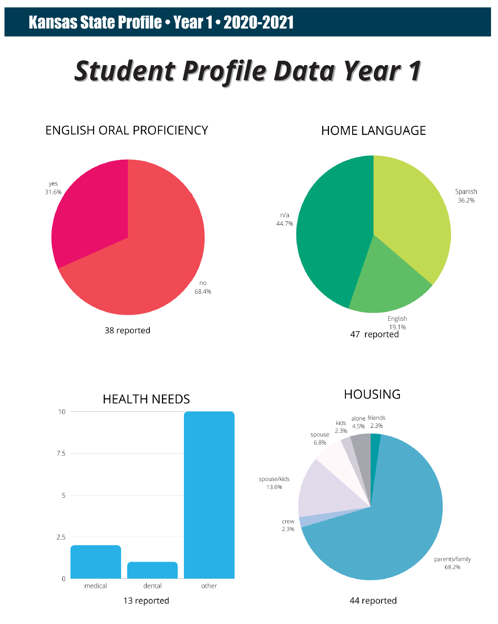 Kansas State Profile • Year 1 • 2020-2021
Student Profile Data Year 1
ENGLISH ORAL PROFICIENCY
yes
31.6%
no
68.4%
38 reported
HOME LANGUAGE
n/a
44.7%
Spanish
36.2%
English
19.1%
47 reported
HEALTH NEEDS
10
7.5
5
2.5
0
medical
dental
other
13 reported
HOUSING
alone
4.5%
friends
2.3%
kids
2.3%
spouse
6.8%
spouse/kids
13.6%
crew
2.3%
parents/family
68.2%
44 reported